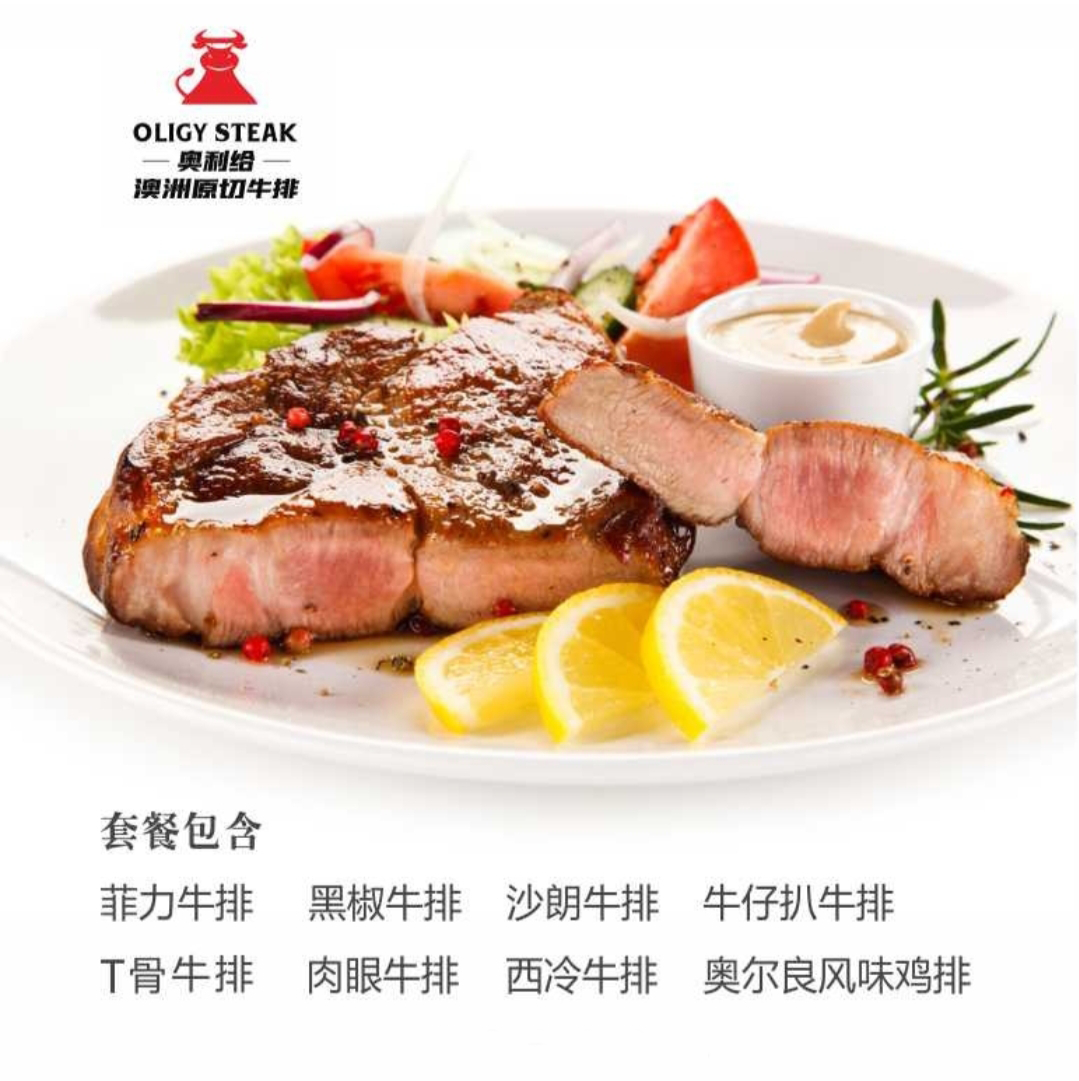 OLIGY STEAK
奥利给
澳洲原切牛排
套餐包含
菲力牛排 黑椒牛排 沙朗牛排 牛仔扒牛排
T骨牛排 肉眼牛排 西冷牛排 奥尔良风味鸡排